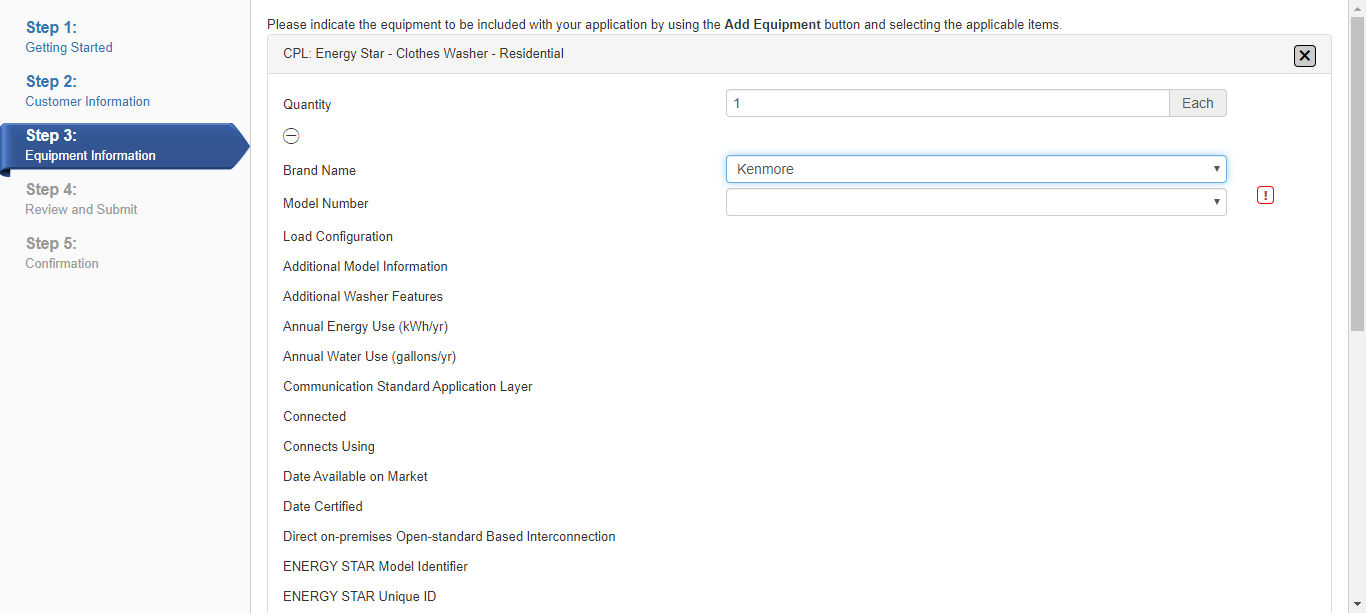 Step 1:
Getting Started
Step 2:
Customer Information
Step 3:
Equipment Information
Step 4:
Review and Submit
Step 5:
Confirmation
Please indicate the equipment to be included with your application by using the Add Equipment button and selecting the applicable items.
CPL: Energy Star - Clothes Washer - Residential
Quantity 1 Each
Brand Name Kenmore
Model Number
Load Configuration
Additional Model Information
Additional Washer Features
Annual Energy Use (kWh/yr)
Annual Water Use (gallons/yr)
Communication Standard Application Layer
Connected
Connects Using
Date Available on Market
Date Certified
Direct on-premises Open-standard Based Interconnection
ENERGY STAR Model Identifier
ENERGY STAR Unique ID